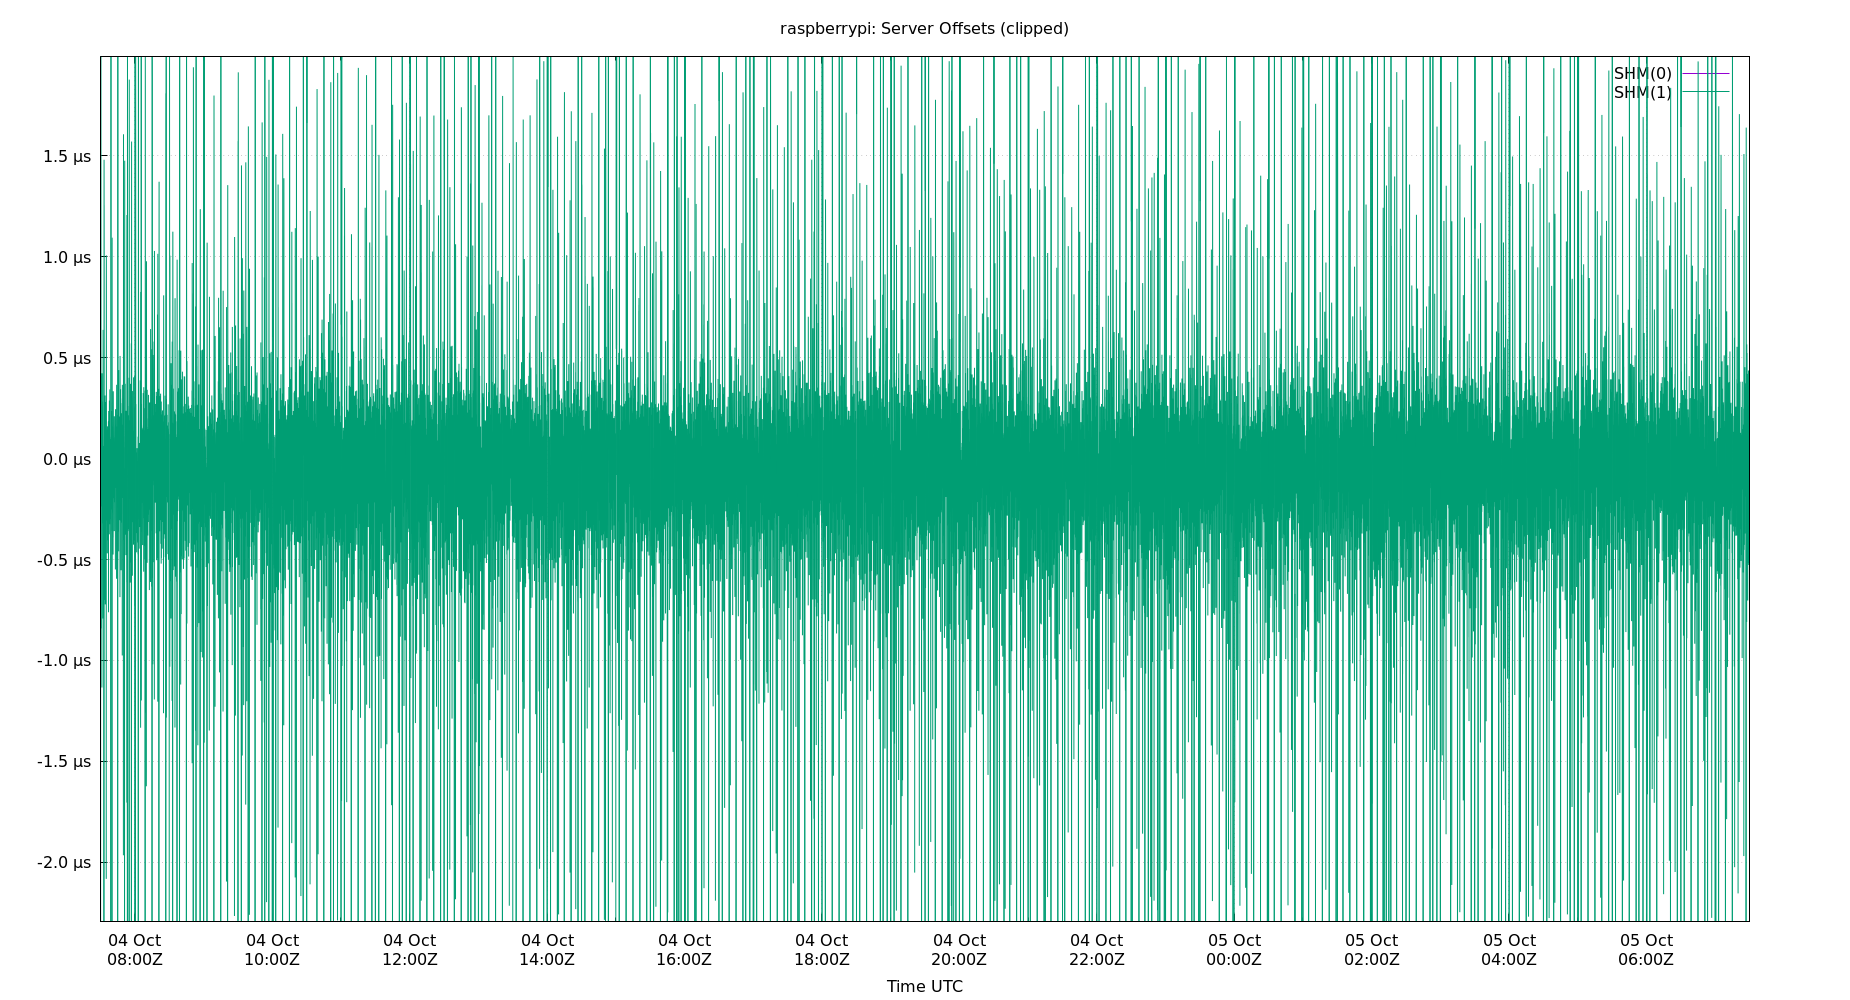 raspberrypi: Server Offsets (clipped)
SHM(0)
SHM(1)
1.5 µs
1.0 µs
0.5 µs
0.0 µs
-0.5 µs
-1.0 µs
-1.5 µs
-2.0 µs
04 Oct 04 Oct 04 Oct 04 Oct 04 Oct 04 Oct 04 Oct 04 Oct 05 Oct 05 Oct 05 Oct 05 Oct
08:00Z 10:00Z 12:00Z 14:00Z 16:00Z 18:00Z 20:00Z 22:00Z 00:00Z 02:00Z 04:00Z 06:00Z
Time UTC